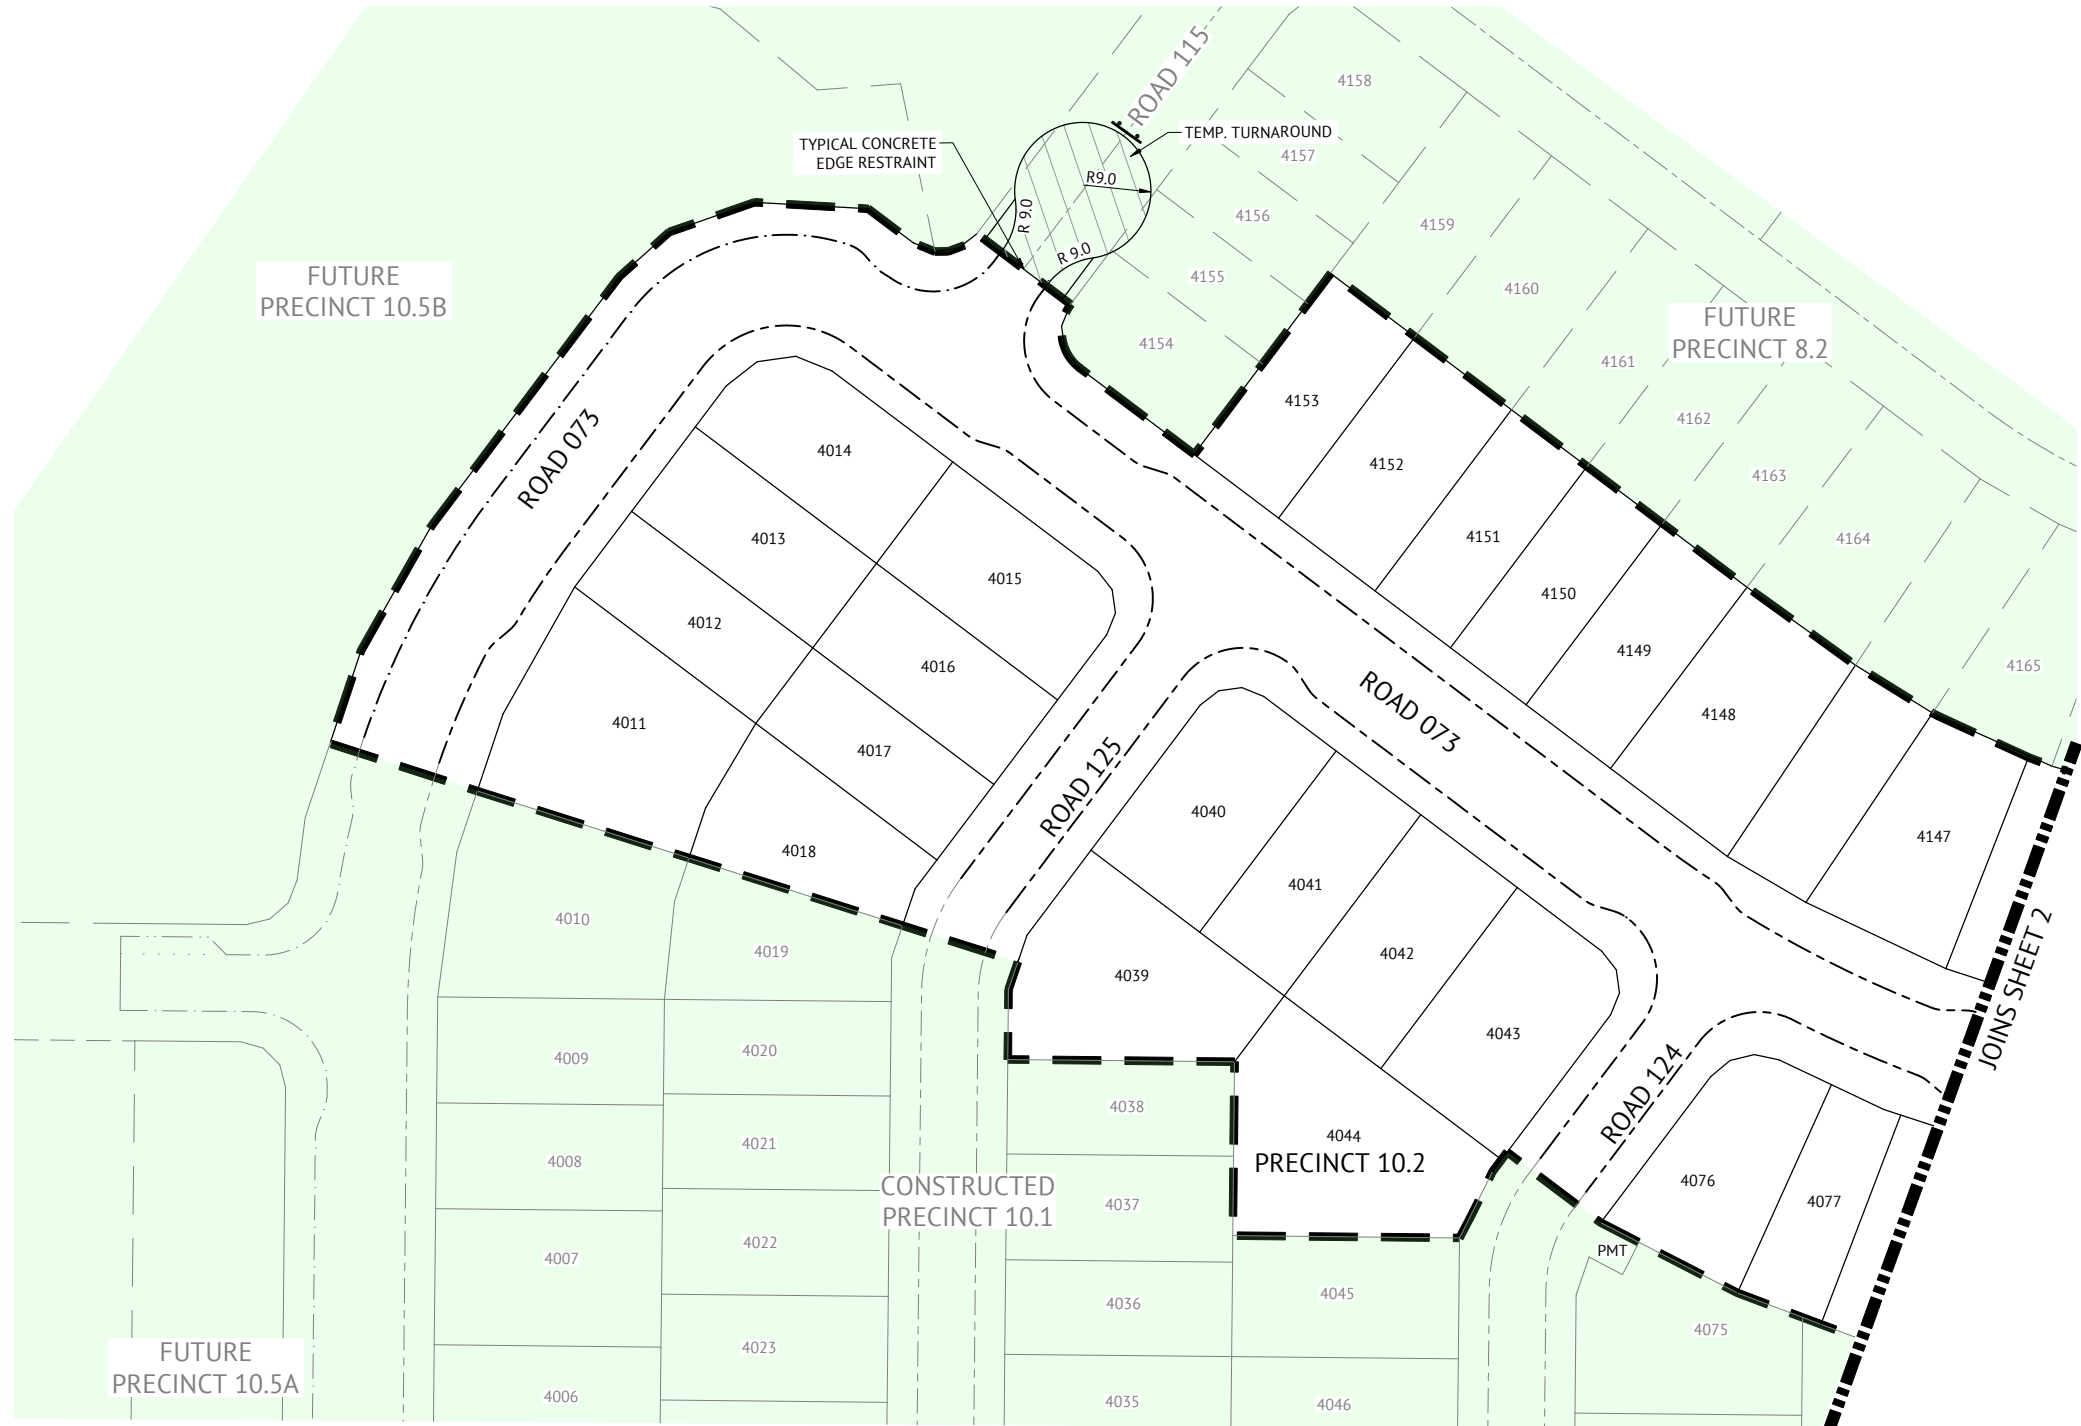 ROAD 115
4158
TYPICAL CONCRETE
EDGE RESTRAINT
TEMP. TURNAROUND
4157
R9.0
R 9.0
R 9.0
4156
4159
4155
4160
4154
4161
FUTURE
PRECINCT 10.5B
FUTURE
PRECINCT 8.2
4162
4163
4164
4165
4153
4152
4151
4150
4149
4148
4147
ROAD 073
4014
4013
4015
4012
4016
4011
4017
4018
ROAD 073
ROAD 125
4040
4041
4042
4039
4043
4044
PRECINCT 10.2
ROAD 124
JOINS SHEET 2
4076
4077
PMT
4010
4019
4009
4020
4038
4008
4021
CONSTRUCTED
PRECINCT 10.1
4037
4007
4022
4036
4045
4075
4023
FUTURE
PRECINCT 10.5A
4006
4035
4046